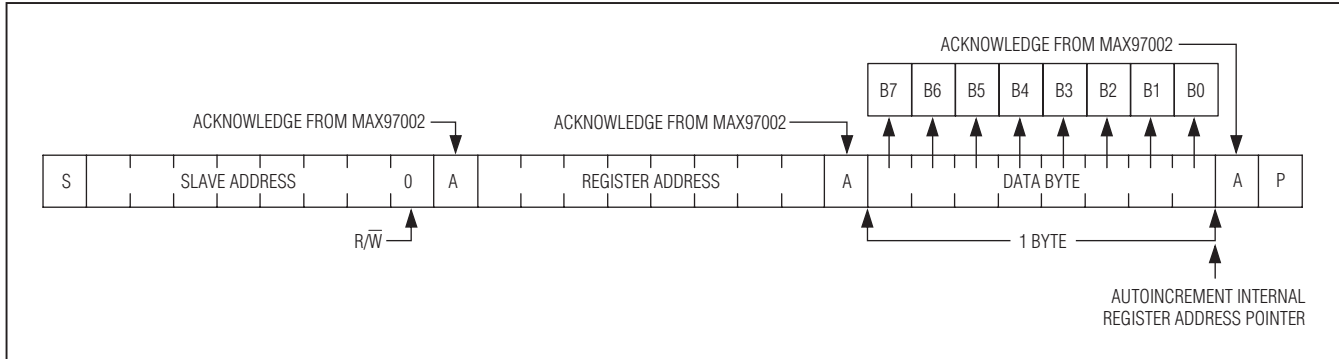 ACKNOWLEDGE FROM MAX97002
B7 B6 B5 B4 B3 B2 B1 B0
ACKNOWLEDGE FROM MAX97002 ACKNOWLEDGE FROM MAX97002
S SLAVE ADDRESS 0 A REGISTER ADDRESS A DATA BYTE A P
R/W̅ 1 BYTE
AUTOINCREMENT INTERNAL
REGISTER ADDRESS POINTER